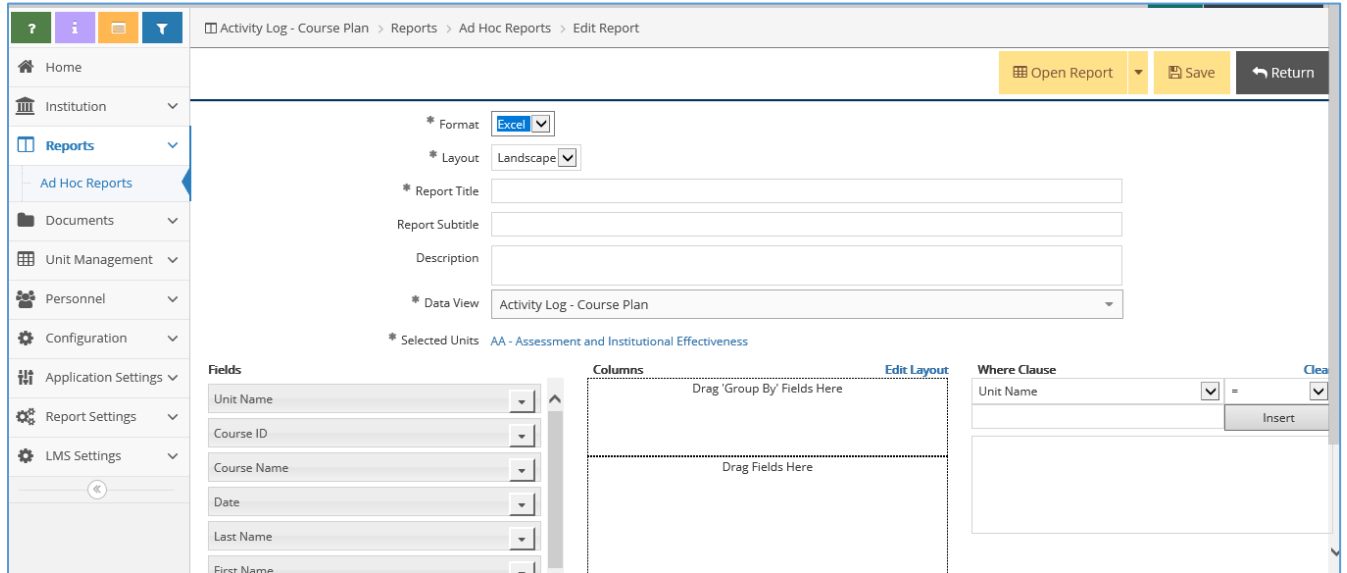 ? i
Activity Log - Course Plan > Reports > Ad Hoc Reports > Edit Report
Home
Institution
Reports
Ad Hoc Reports
Documents
Unit Management
Personnel
Configuration
Application Settings
Report Settings
LMS Settings
Open Report Save Return
* Format Excel
* Layout Landscape
* Report Title
Report Subtitle
Description
* Data View Activity Log - Course Plan
* Selected Units AA - Assessment and Institutional Effectiveness
Fields
Unit Name
Course ID
Course Name
Date
Last Name
First Name
Columns Edit Layout
Drag 'Group By' Fields Here
Drag Fields Here
Where Clause Clea
Unit Name =
Insert